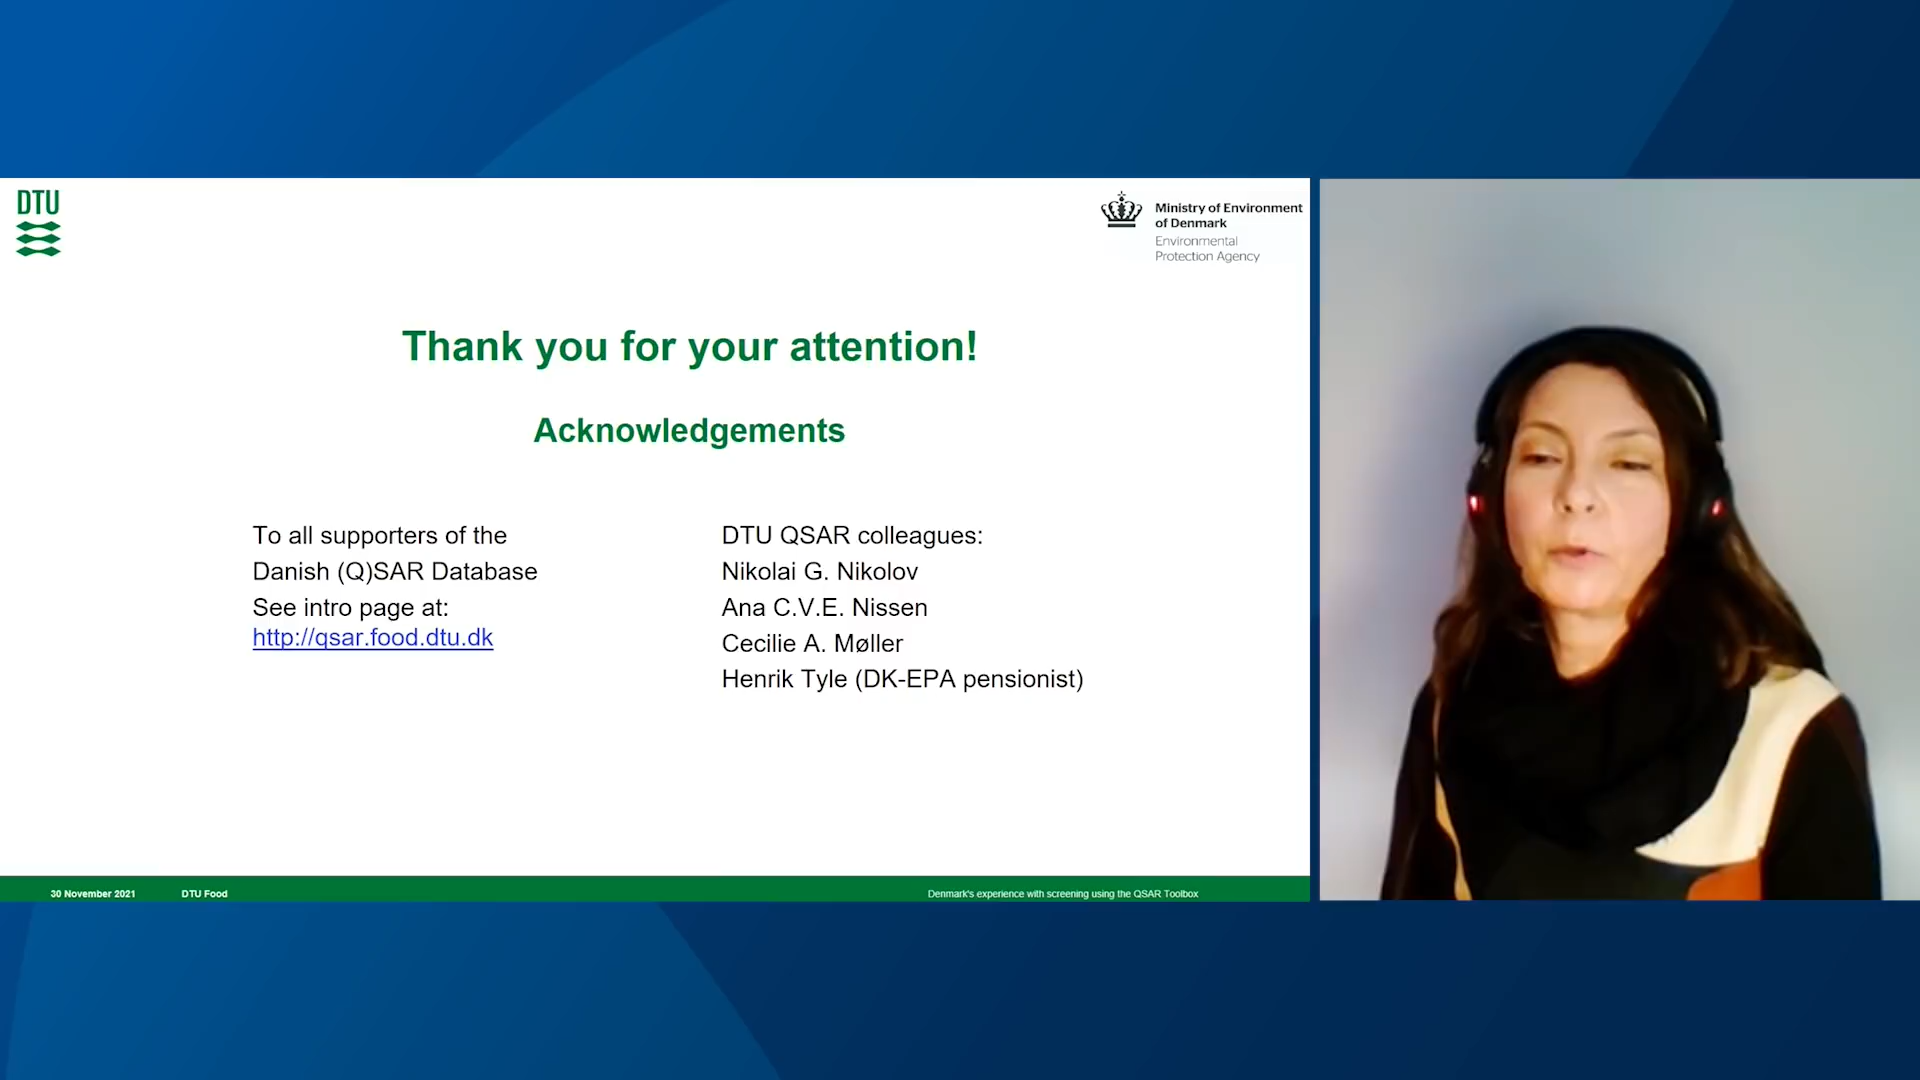 DTU
Ministry of Environment
of Denmark
Environmental
Protection Agency
Thank you for your attention!
Acknowledgements
To all supporters of the
Danish (Q)SAR Database
See intro page at:
http://qsar.food.dtu.dk
DTU QSAR colleagues:
Nikolai G. Nikolov
Ana C.V.E. Nissen
Cecilie A. Møller
Henrik Tyle (DK-EPA pensionist)
30 November 2021
DTU Food
Denmark's experience with screening using the QSAR Toolbox